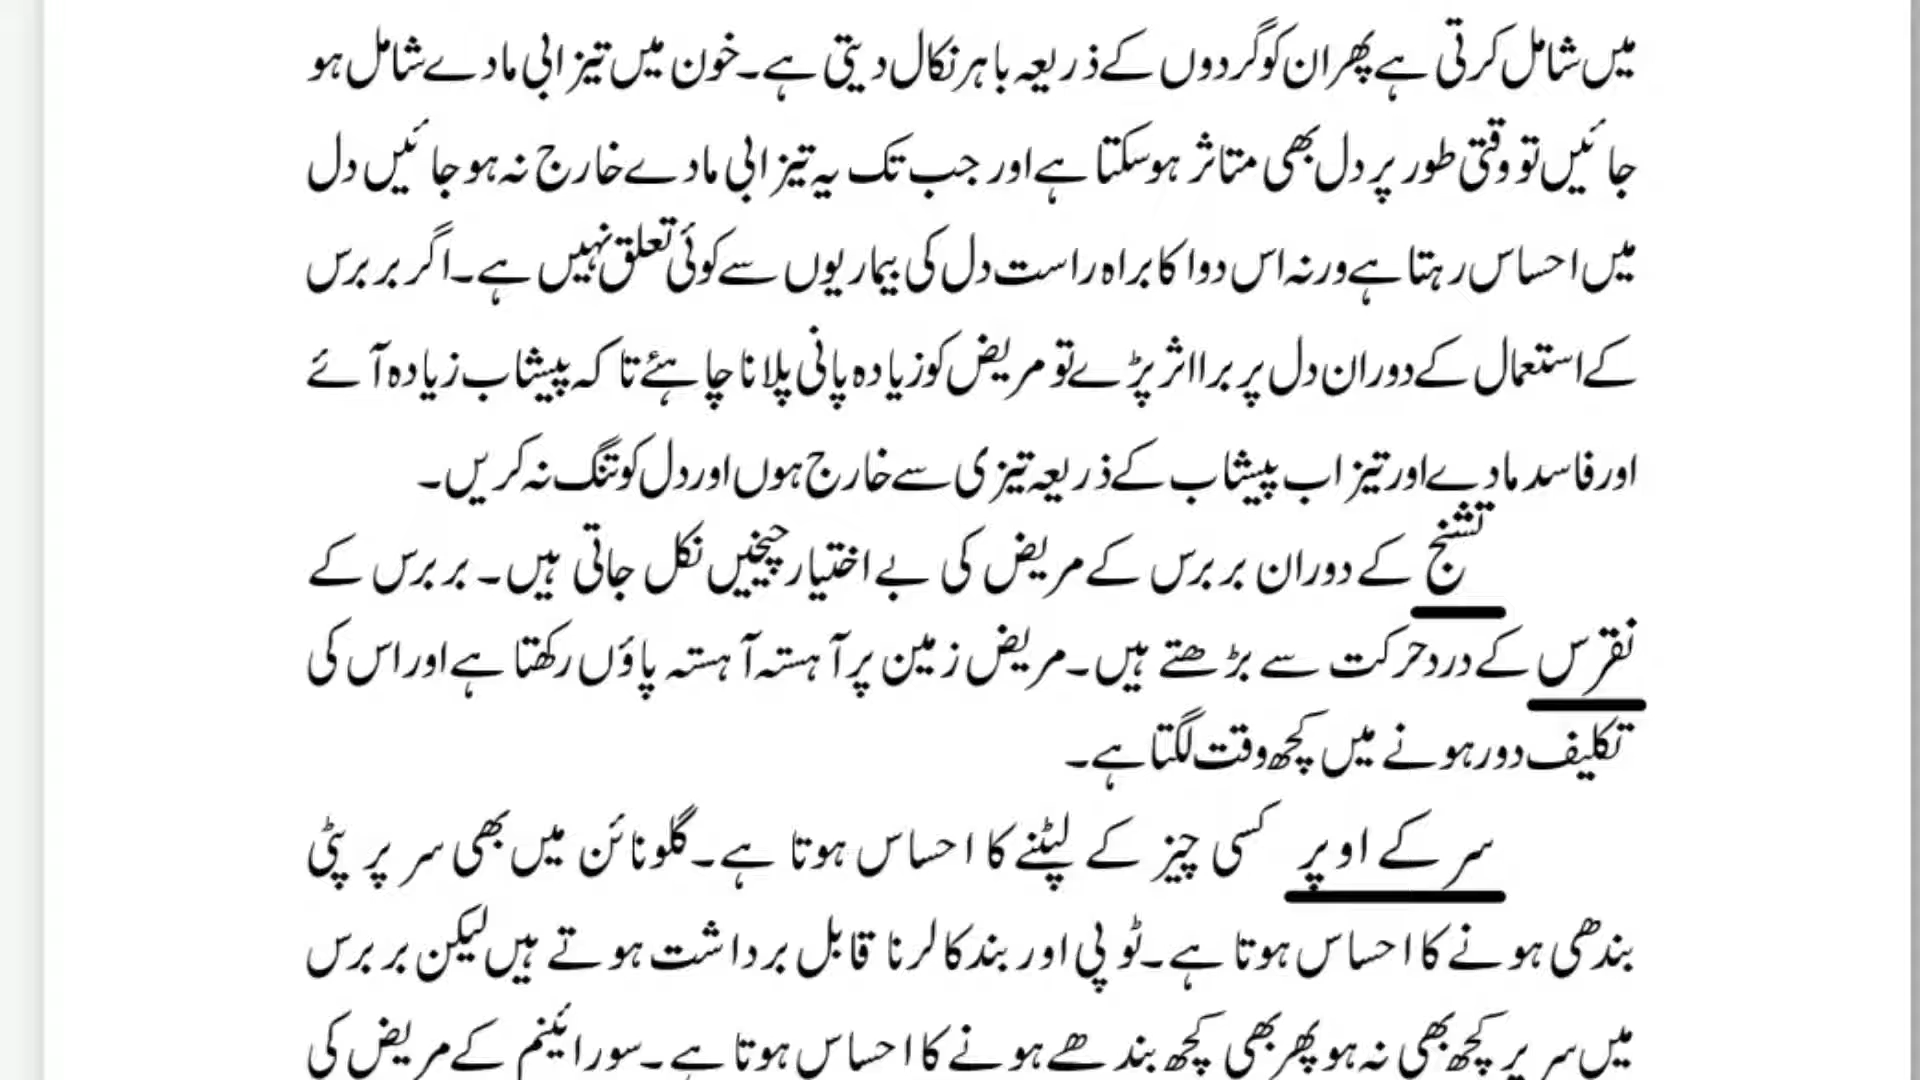 میں شامل کرتی ہے پھر ان کو گردوں کے ذریعہ باہر نکال دیتی ہے۔ خون میں تیزابی مادے شامل ہو
جائیں تو وقتی طور پر دل بھی متاثر ہوسکتا ہے اور جب تک یہ تیزابی مادے خارج نہ ہو جائیں دل
میں احساس رہتا ہے ورنہ اس دوا کا براہ راست دل کی بیماریوں سے کوئی تعلق نہیں ہے۔ اگر بربرس
کے استعمال کے دوران دل پر برا اثر پڑے تو مریض کو زیادہ پانی پلانا چاہئے تا کہ پیشاب زیادہ آئے
اور فاسد مادے اور تیزاب پیشاب کے ذریعہ تیزی سے خارج ہوں اور دل کو تنگ نہ کریں۔
تشنج کے دوران بربرس کے مریض کی بے اختیار چیخیں نکل جاتی ہیں۔ بربرس کے
نقرس کے درد حرکت سے بڑھتے ہیں۔ مریض زمین پر آہستہ آہستہ پاؤں رکھتا ہے اور اس کی
تکلیف دور ہونے میں کچھ وقت لگتا ہے۔
سر کے اوپر کسی چیز کے لپٹنے کا احساس ہوتا ہے۔ گلونائن میں بھی سر پر پٹی
بندھی ہونے کا احساس ہوتا ہے۔ ٹوپی اور بند کالر ناقابل برداشت ہوتے ہیں لیکن بربرس
میں سر پر کچھ بھی نہ ہو پھر بھی کچھ بندھے ہونے کا احساس ہوتا ہے۔ سورائینم کے مریض کی